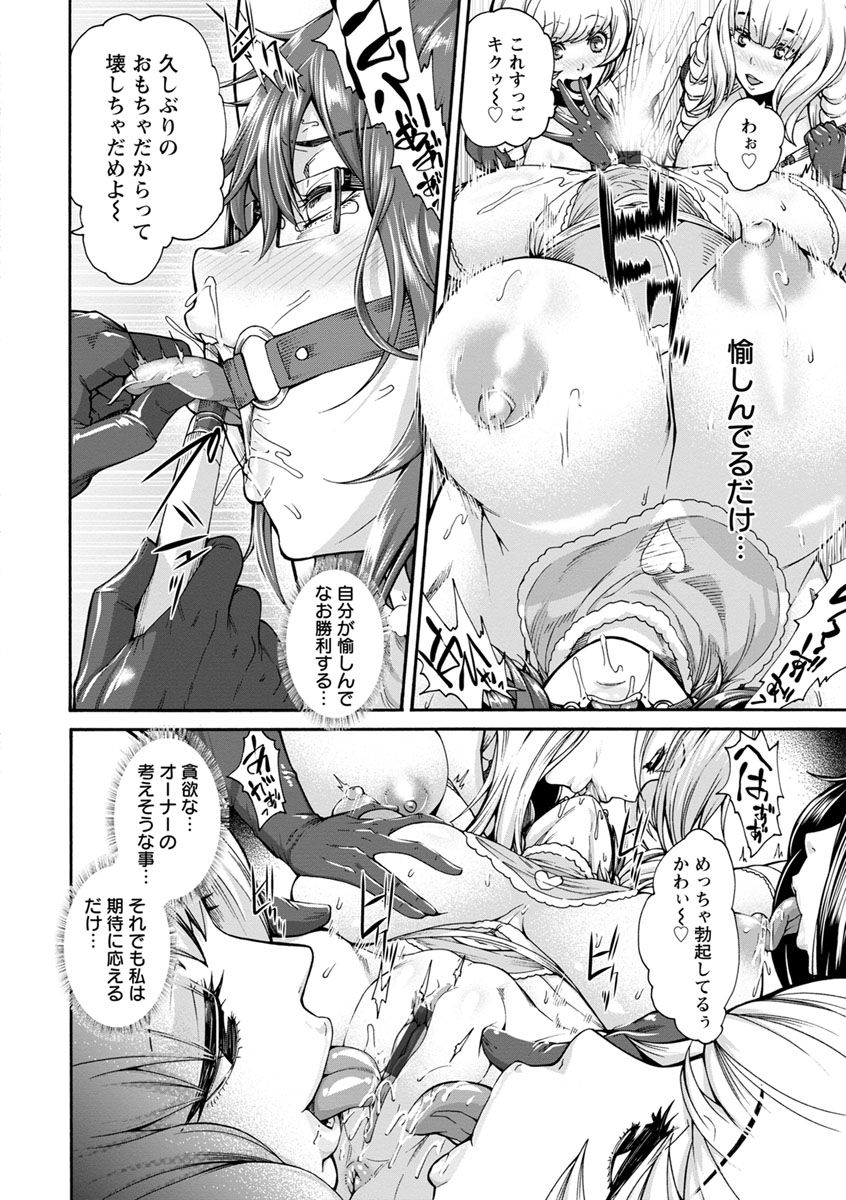 わぉ♡
これすっご
キクゥ～♡
愉しんでるだけ…
久しぶりの
おもちゃだからって
壊しちゃだめよ～
自分が愉しんで
なお勝利する…
めっちゃ勃起してるぅ
かわぃ～♡
貪欲な…
オーナーの
考えそうな事…
それでも私は
期待に応える
だけ…